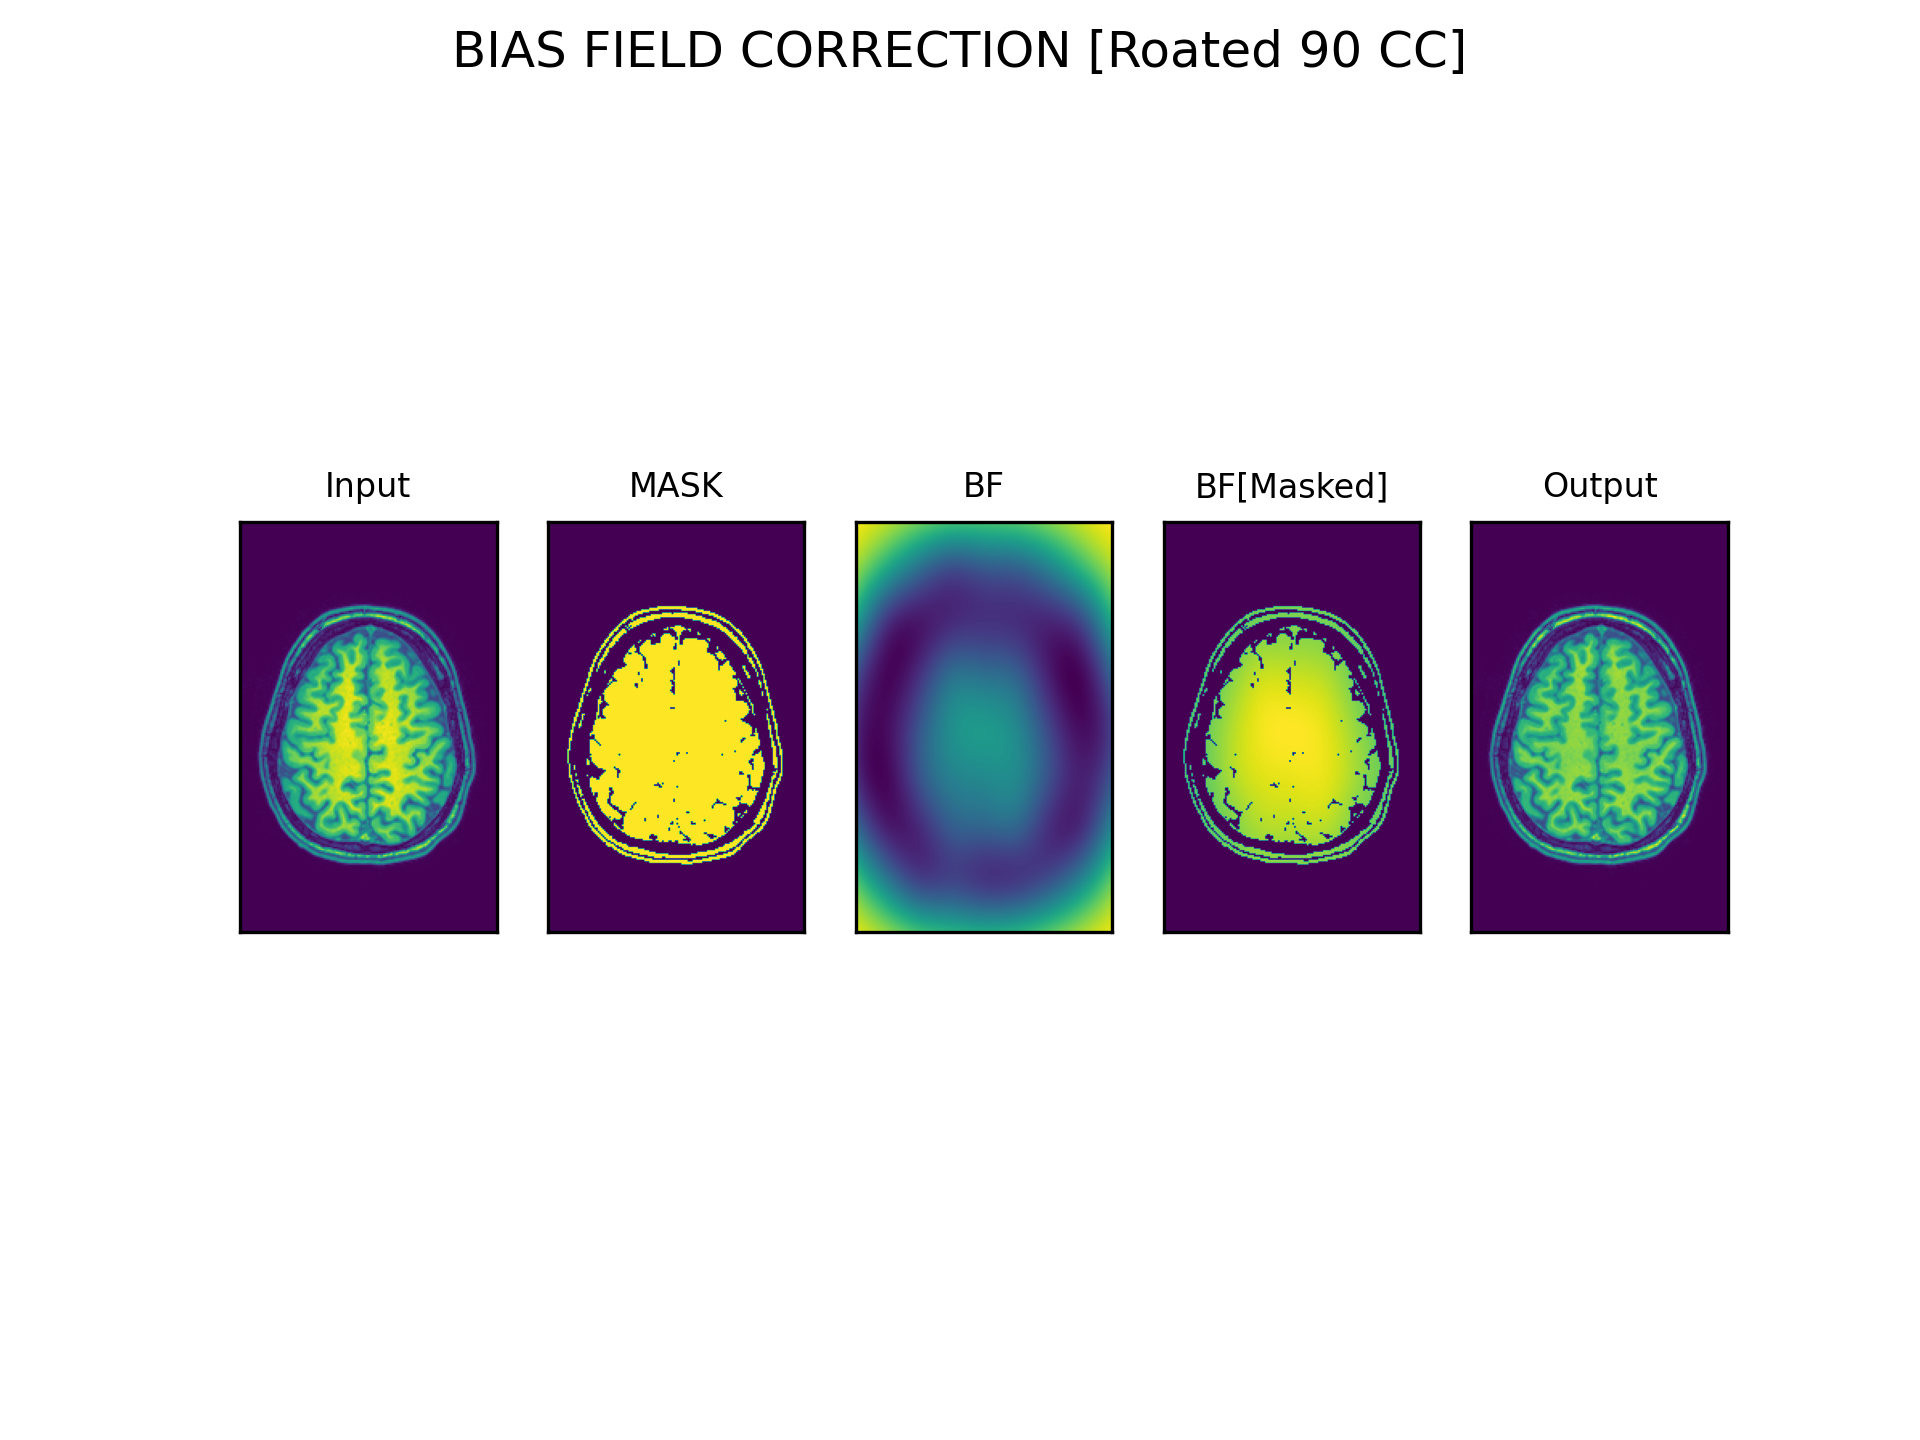 BIAS FIELD CORRECTION [Roated 90 CC]
Input
MASK
BF
BF[Masked]
Output